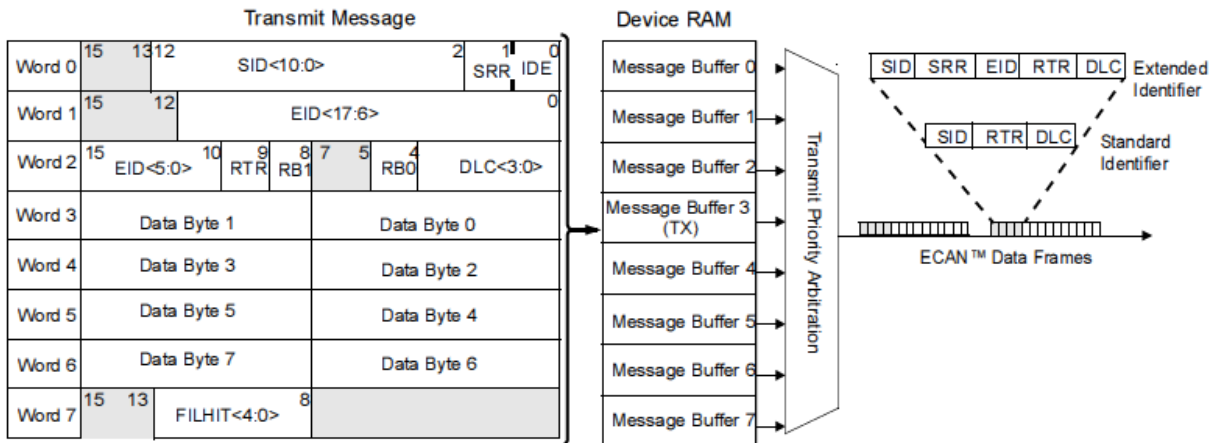 Transmit Message
Device RAM
Word 0 15 13 12 SID<10:0> 2 1 0 SRR IDE
Word 1 15 12 EID<17:6> 0
Word 2 15 EID<5:0> 10 9 RTR 8 RB1 7 5 4 RB0 DLC<3:0>
Word 3 Data Byte 1 Data Byte 0
Word 4 Data Byte 3 Data Byte 2
Word 5 Data Byte 5 Data Byte 4
Word 6 Data Byte 7 Data Byte 6
Word 7 15 13 FILHIT<4:0> 8
Message Buffer 0
Message Buffer 1
Message Buffer 2
Message Buffer 3
(TX)
Message Buffer 4
Message Buffer 5
Message Buffer 6
Message Buffer 7
Transmit Priority Arbitration
SID SRR EID RTR DLC
Extended
Identifier
SID RTR DLC
Standard
Identifier
ECAN™ Data Frames